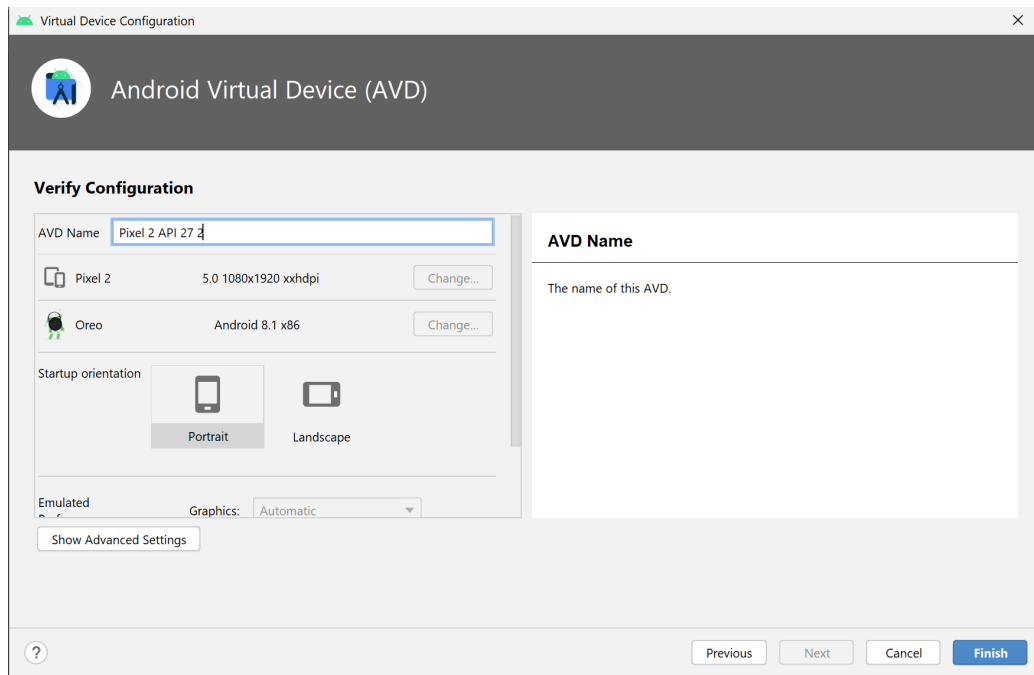 Virtual Device Configuration
Android Virtual Device (AVD)
Verify Configuration
AVD Name Pixel 2 API 27 2
Pixel 2 5.0 1080x1920 xxhdpi Change...
Oreo Android 8.1 x86 Change...
Startup orientation
Portrait Landscape
Emulated
Graphics: Automatic
Show Advanced Settings
AVD Name
The name of this AVD.
? Previous Next Cancel Finish